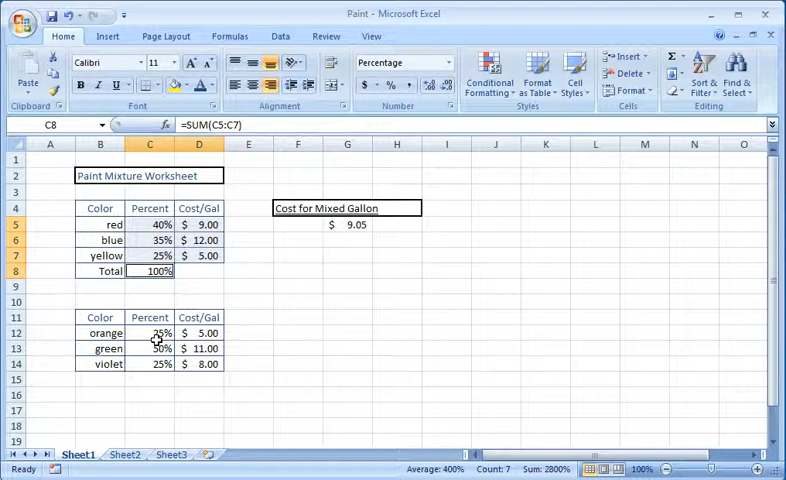 Paint - Microsoft Excel
Home Insert Page Layout Formulas Data Review View
Paste
Clipboard
Calibri 11
B I U
Font
Alignment
Percentage
$ % ,
Number
Conditional Formatting
Format as Table
Cell Styles
Styles
Insert
Delete
Format
Cells
Σ
Sort & Filter
Find & Select
Editing
C8 fx =SUM(C5:C7)
A B C D E F G H I J K L M N O
1
2 Paint Mixture Worksheet
3
4 Color Percent Cost/Gal Cost for Mixed Gallon
5 red 40% $ 9.00 $ 9.05
6 blue 35% $ 12.00
7 yellow 25% $ 5.00
8 Total 100%
9
10
11 Color Percent Cost/Gal
12 orange 25% $ 5.00
13 green 50% $ 11.00
14 violet 25% $ 8.00
15
16
17
18
19
Sheet1 Sheet2 Sheet3
Ready Average: 400% Count: 7 Sum: 2800% 100%